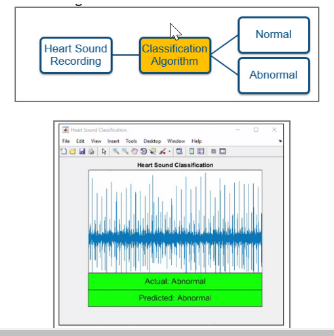 Heart Sound
Recording
Classification
Algorithm
Normal
Abnormal
Heart Sound Classification
File Edit View Insert Tools Desktop Window Help
Heart Sound Classification
Actual: Abnormal
Predicted: Abnormal